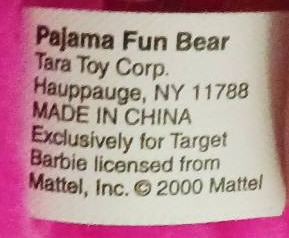 Pajama Fun Bear
Tara Toy Corp.
Hauppauge, NY 11788
MADE IN CHINA
Exclusively for Target
Barbie licensed from
Mattel, Inc. © 2000 Mattel